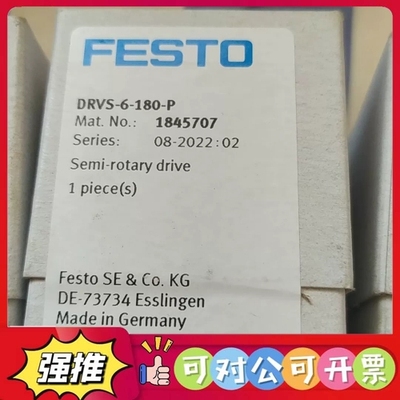 FESTO
DRVS-6-180-P
Mat. No.: 1845707
Series: 08-2022:02
Semi-rotary drive
1 piece(s)
Festo SE & Co. KG
DE-73734 Esslingen
Made in Germany
强推 可对公可开票